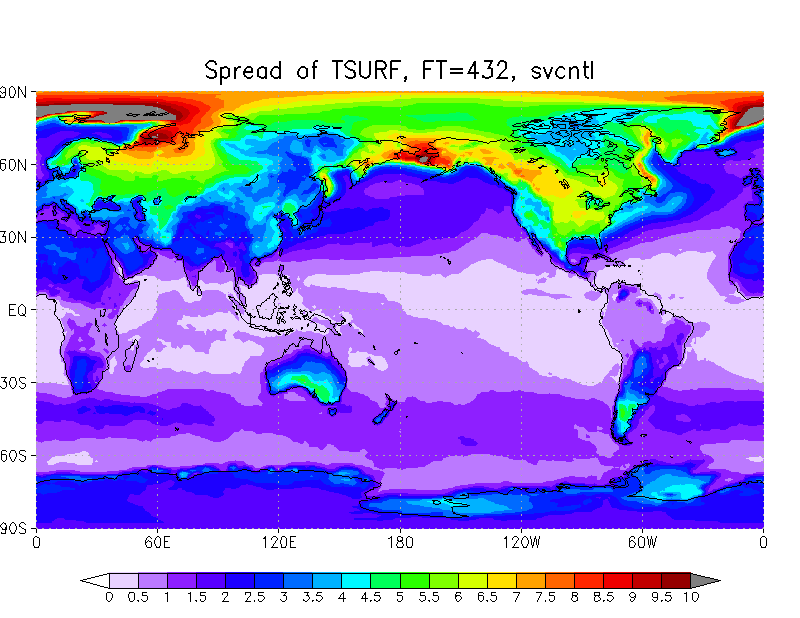 Spread of TSURF, FT=432, svcntl
90N
60N
30N
EQ
30S
60S
90S
0 60E 120E 180 120W 60W 0
0 0.5 1 1.5 2 2.5 3 3.5 4 4.5 5 5.5 6 6.5 7 7.5 8 8.5 9 9.5 10